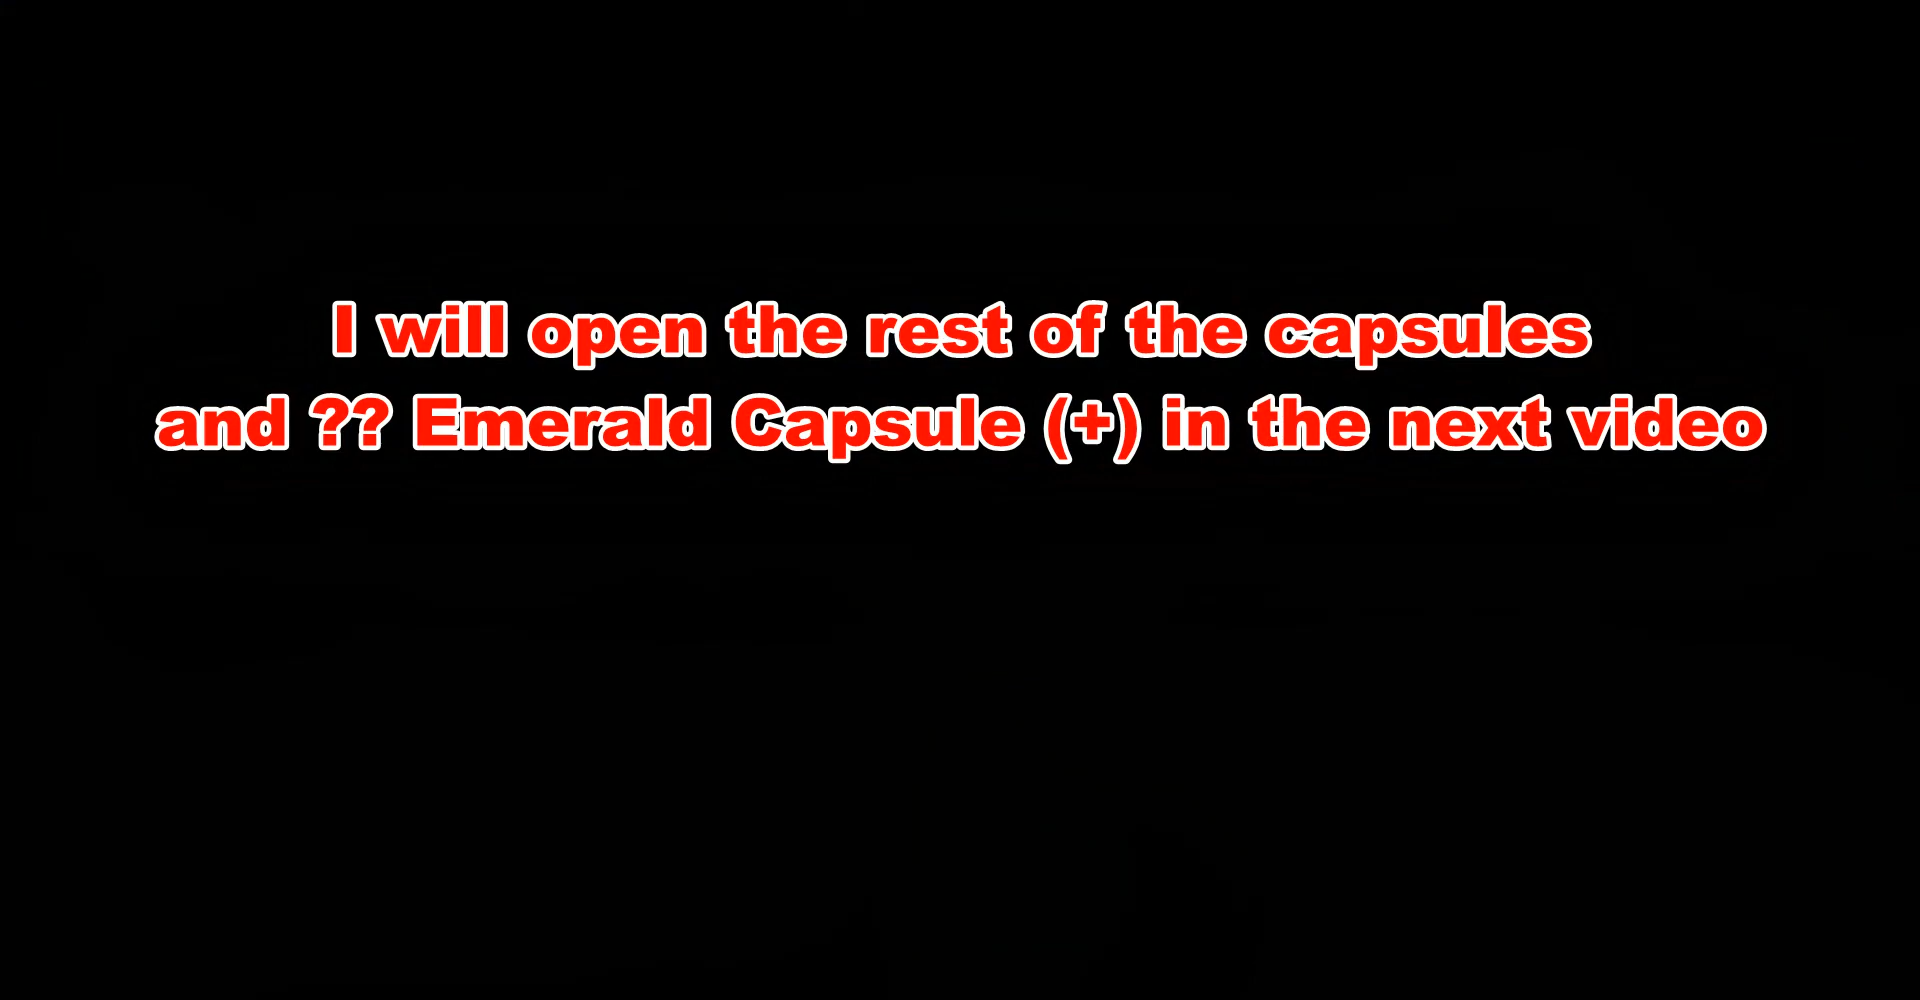 I will open the rest of the capsules
and ?? Emerald Capsule (+) in the next video